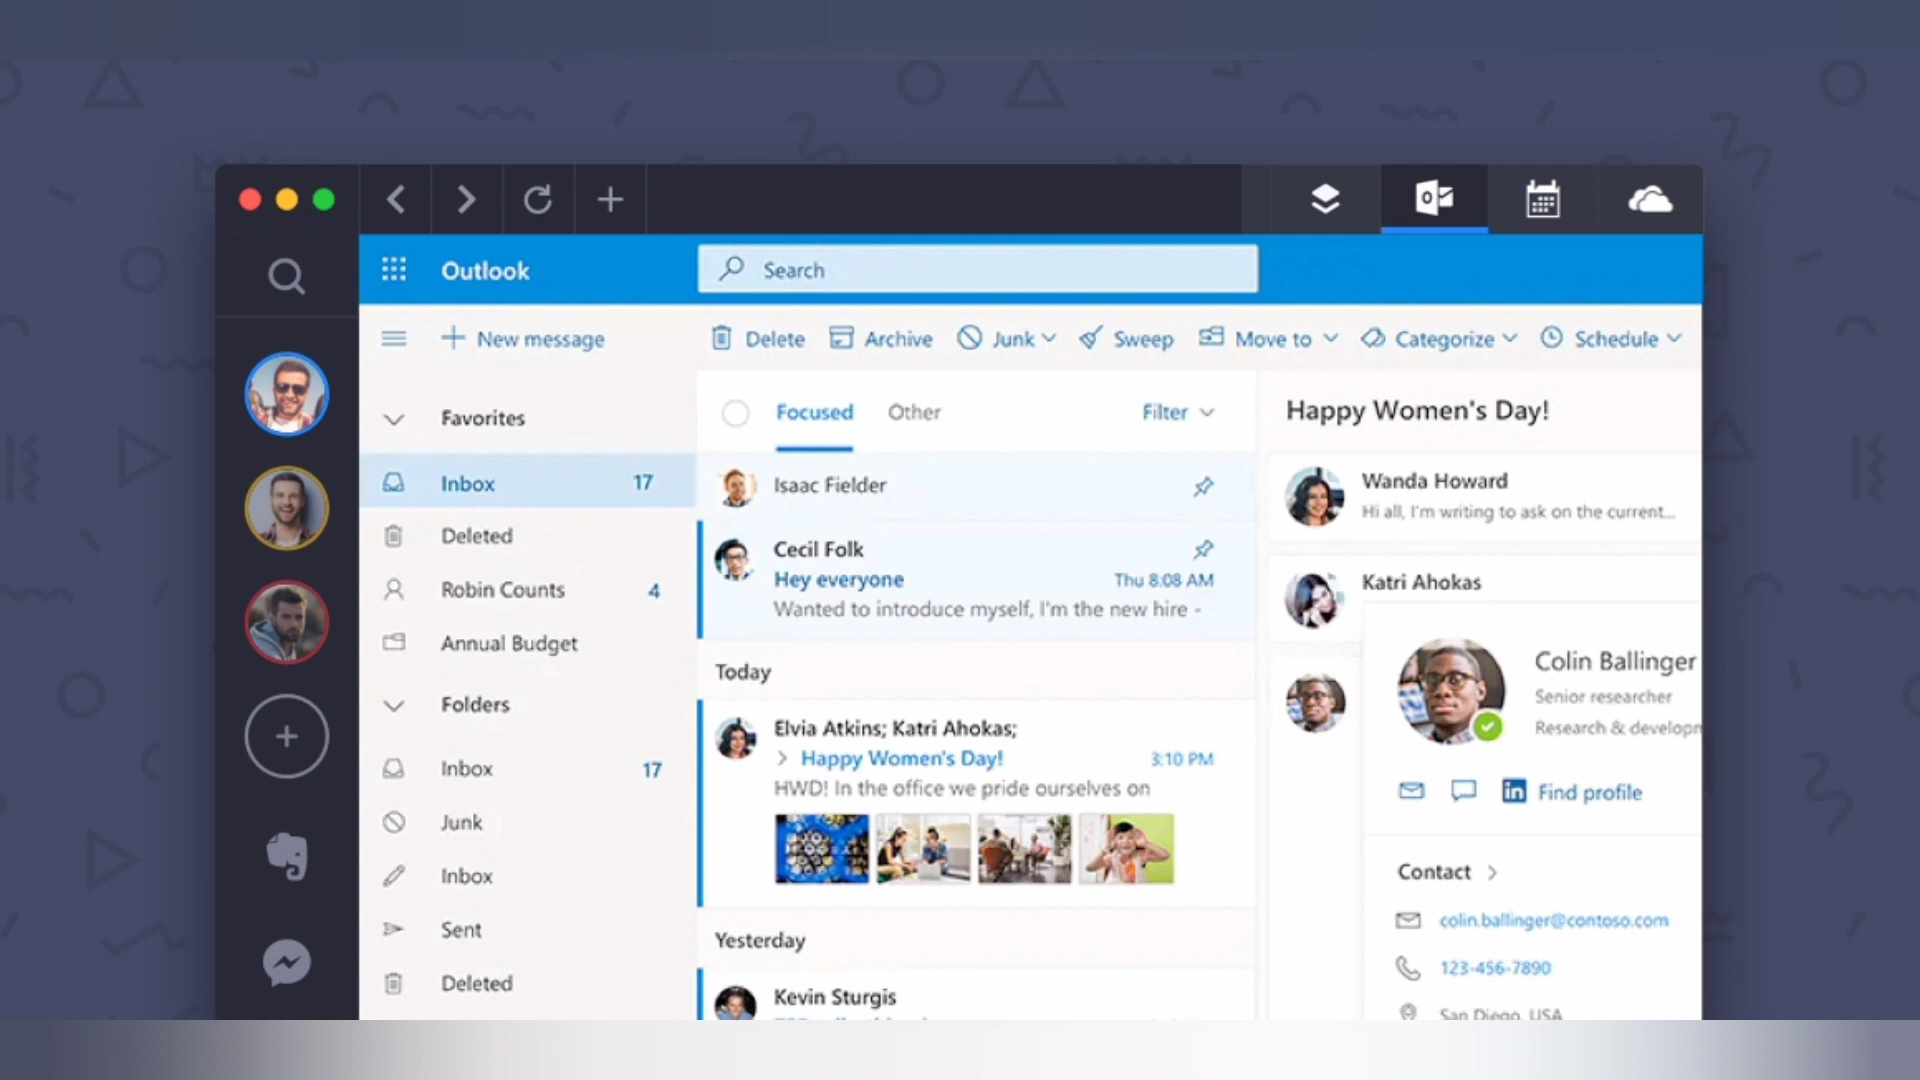 Outlook
Search
New message
Delete
Archive
Junk
Sweep
Move to
Categorize
Schedule
Favorites
Inbox 17
Deleted
Robin Counts 4
Annual Budget
Folders
Inbox 17
Junk
Inbox
Sent
Deleted
Focused
Other
Filter
Isaac Fielder
Cecil Folk
Hey everyone Thu 8:08 AM
Wanted to introduce myself, I'm the new hire -
Today
Elvia Atkins; Katri Ahokas;
> Happy Women's Day! 3:10 PM
HWD! In the office we pride ourselves on
Yesterday
Kevin Sturgis
Happy Women's Day!
Wanda Howard
Hi all, I'm writing to ask on the current...
Katri Ahokas
Colin Ballinger
Senior researcher
Research & developm
in Find profile
Contact >
colin.ballinger@contoso.com
123-456-7890
San Diego, USA